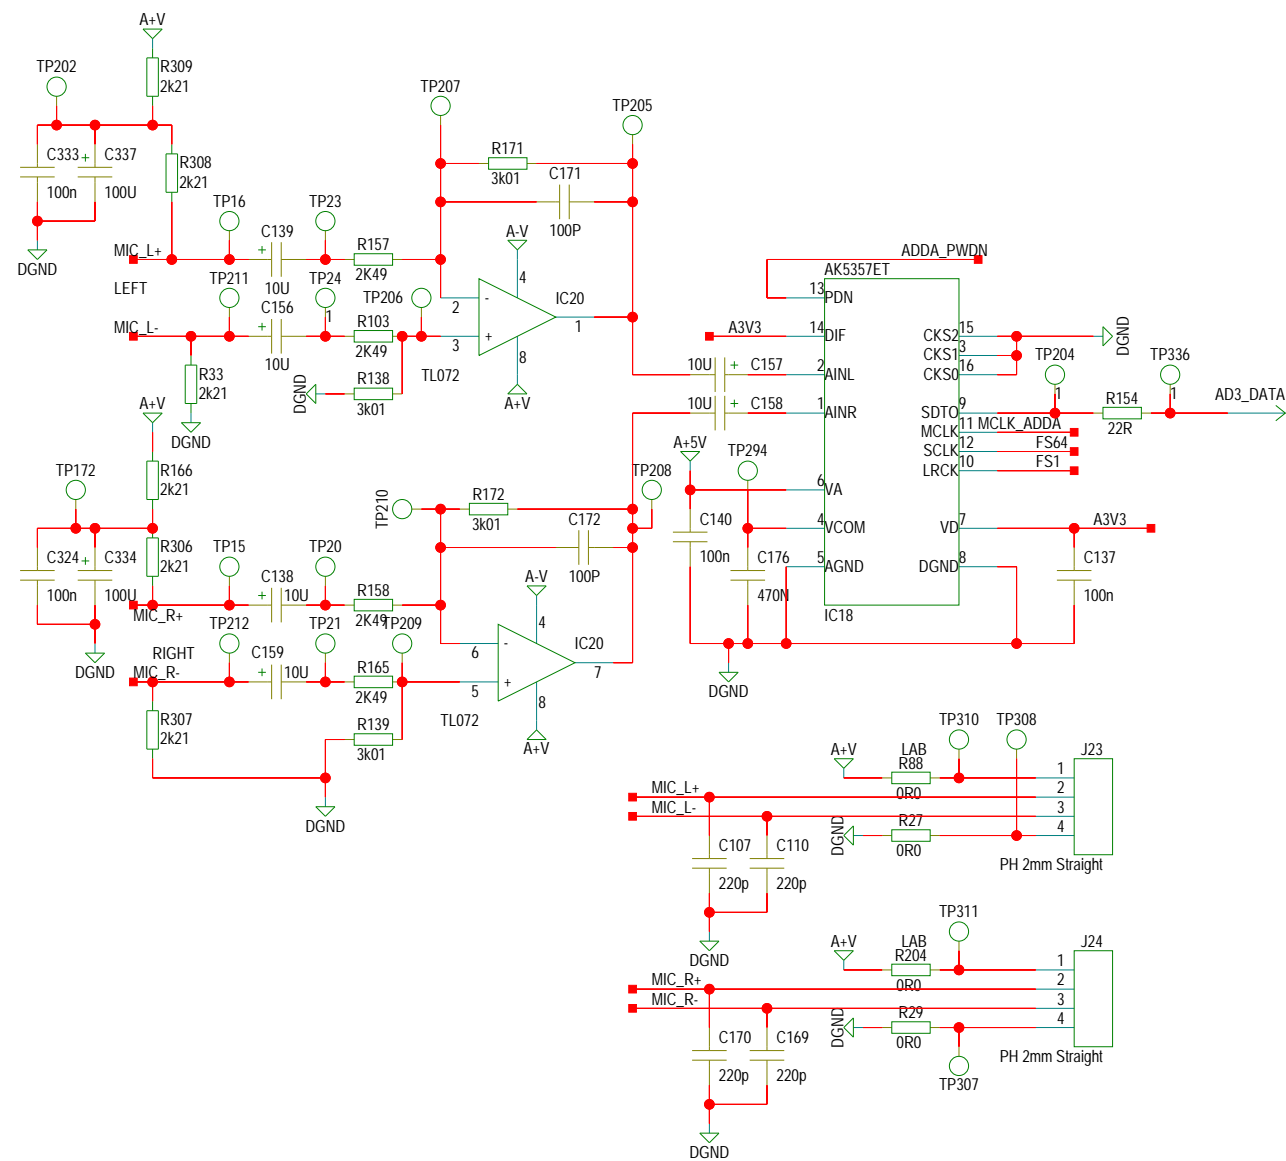 A+V
R309
2k21
TP202
C333
100n
C337
+
100U
R308
2k21
DGND
TP16
TP23
MIC_L+
C139
+
10U
R157
2K49
LEFT
TP211
TP24
1
TP206
MIC_L-
C156
+
10U
R103
2K49
R33
2k21
DGND
DGND
R138
3k01
TP207
TP205
R171
3k01
C171
100P
A-V
4
2
-
3
+
1
8
IC20
TL072
A+V
A+V
R166
2k21
TP172
C324
100n
C334
+
100U
R306
2k21
DGND
TP15
TP20
MIC_R+
C138
+
10U
R158
2K49
TP212
TP21
TP209
RIGHT
MIC_R-
C159
+
10U
R165
2K49
R307
2k21
R139
3k01
DGND
TP210
R172
3k01
C172
100P
TP208
A-V
4
6
-
5
+
7
8
IC20
TL072
A+V
ADDA_PWDN
AK5357ET
13
PDN
A3V3
14
DIF
10U
+
C157
2
AINL
10U
+
C158
1
AINR
A+5V
TP294
6
VA
4
VCOM
5
AGND
C140
100n
C176
470N
IC18
DGND
CKS2
15
CKS1
3
CKS0
16
DGND
TP204
1
TP336
1
SDTO
9
R154
22R
AD3_DATA
MCLK
11
MCLK_ADDA
SCLK
12
FS64
LRCK
10
FS1
VD
7
A3V3
DGND
8
C137
100n
TP310
TP308
A+V
LAB
R88
0R0
J23
1
2
3
4
MIC_L+
MIC_L-
DGND
R27
0R0
PH 2mm Straight
C107
220p
C110
220p
DGND
TP311
A+V
LAB
R204
0R0
J24
1
2
3
4
MIC_R+
MIC_R-
DGND
R29
0R0
PH 2mm Straight
TP307
C170
220p
C169
220p
DGND